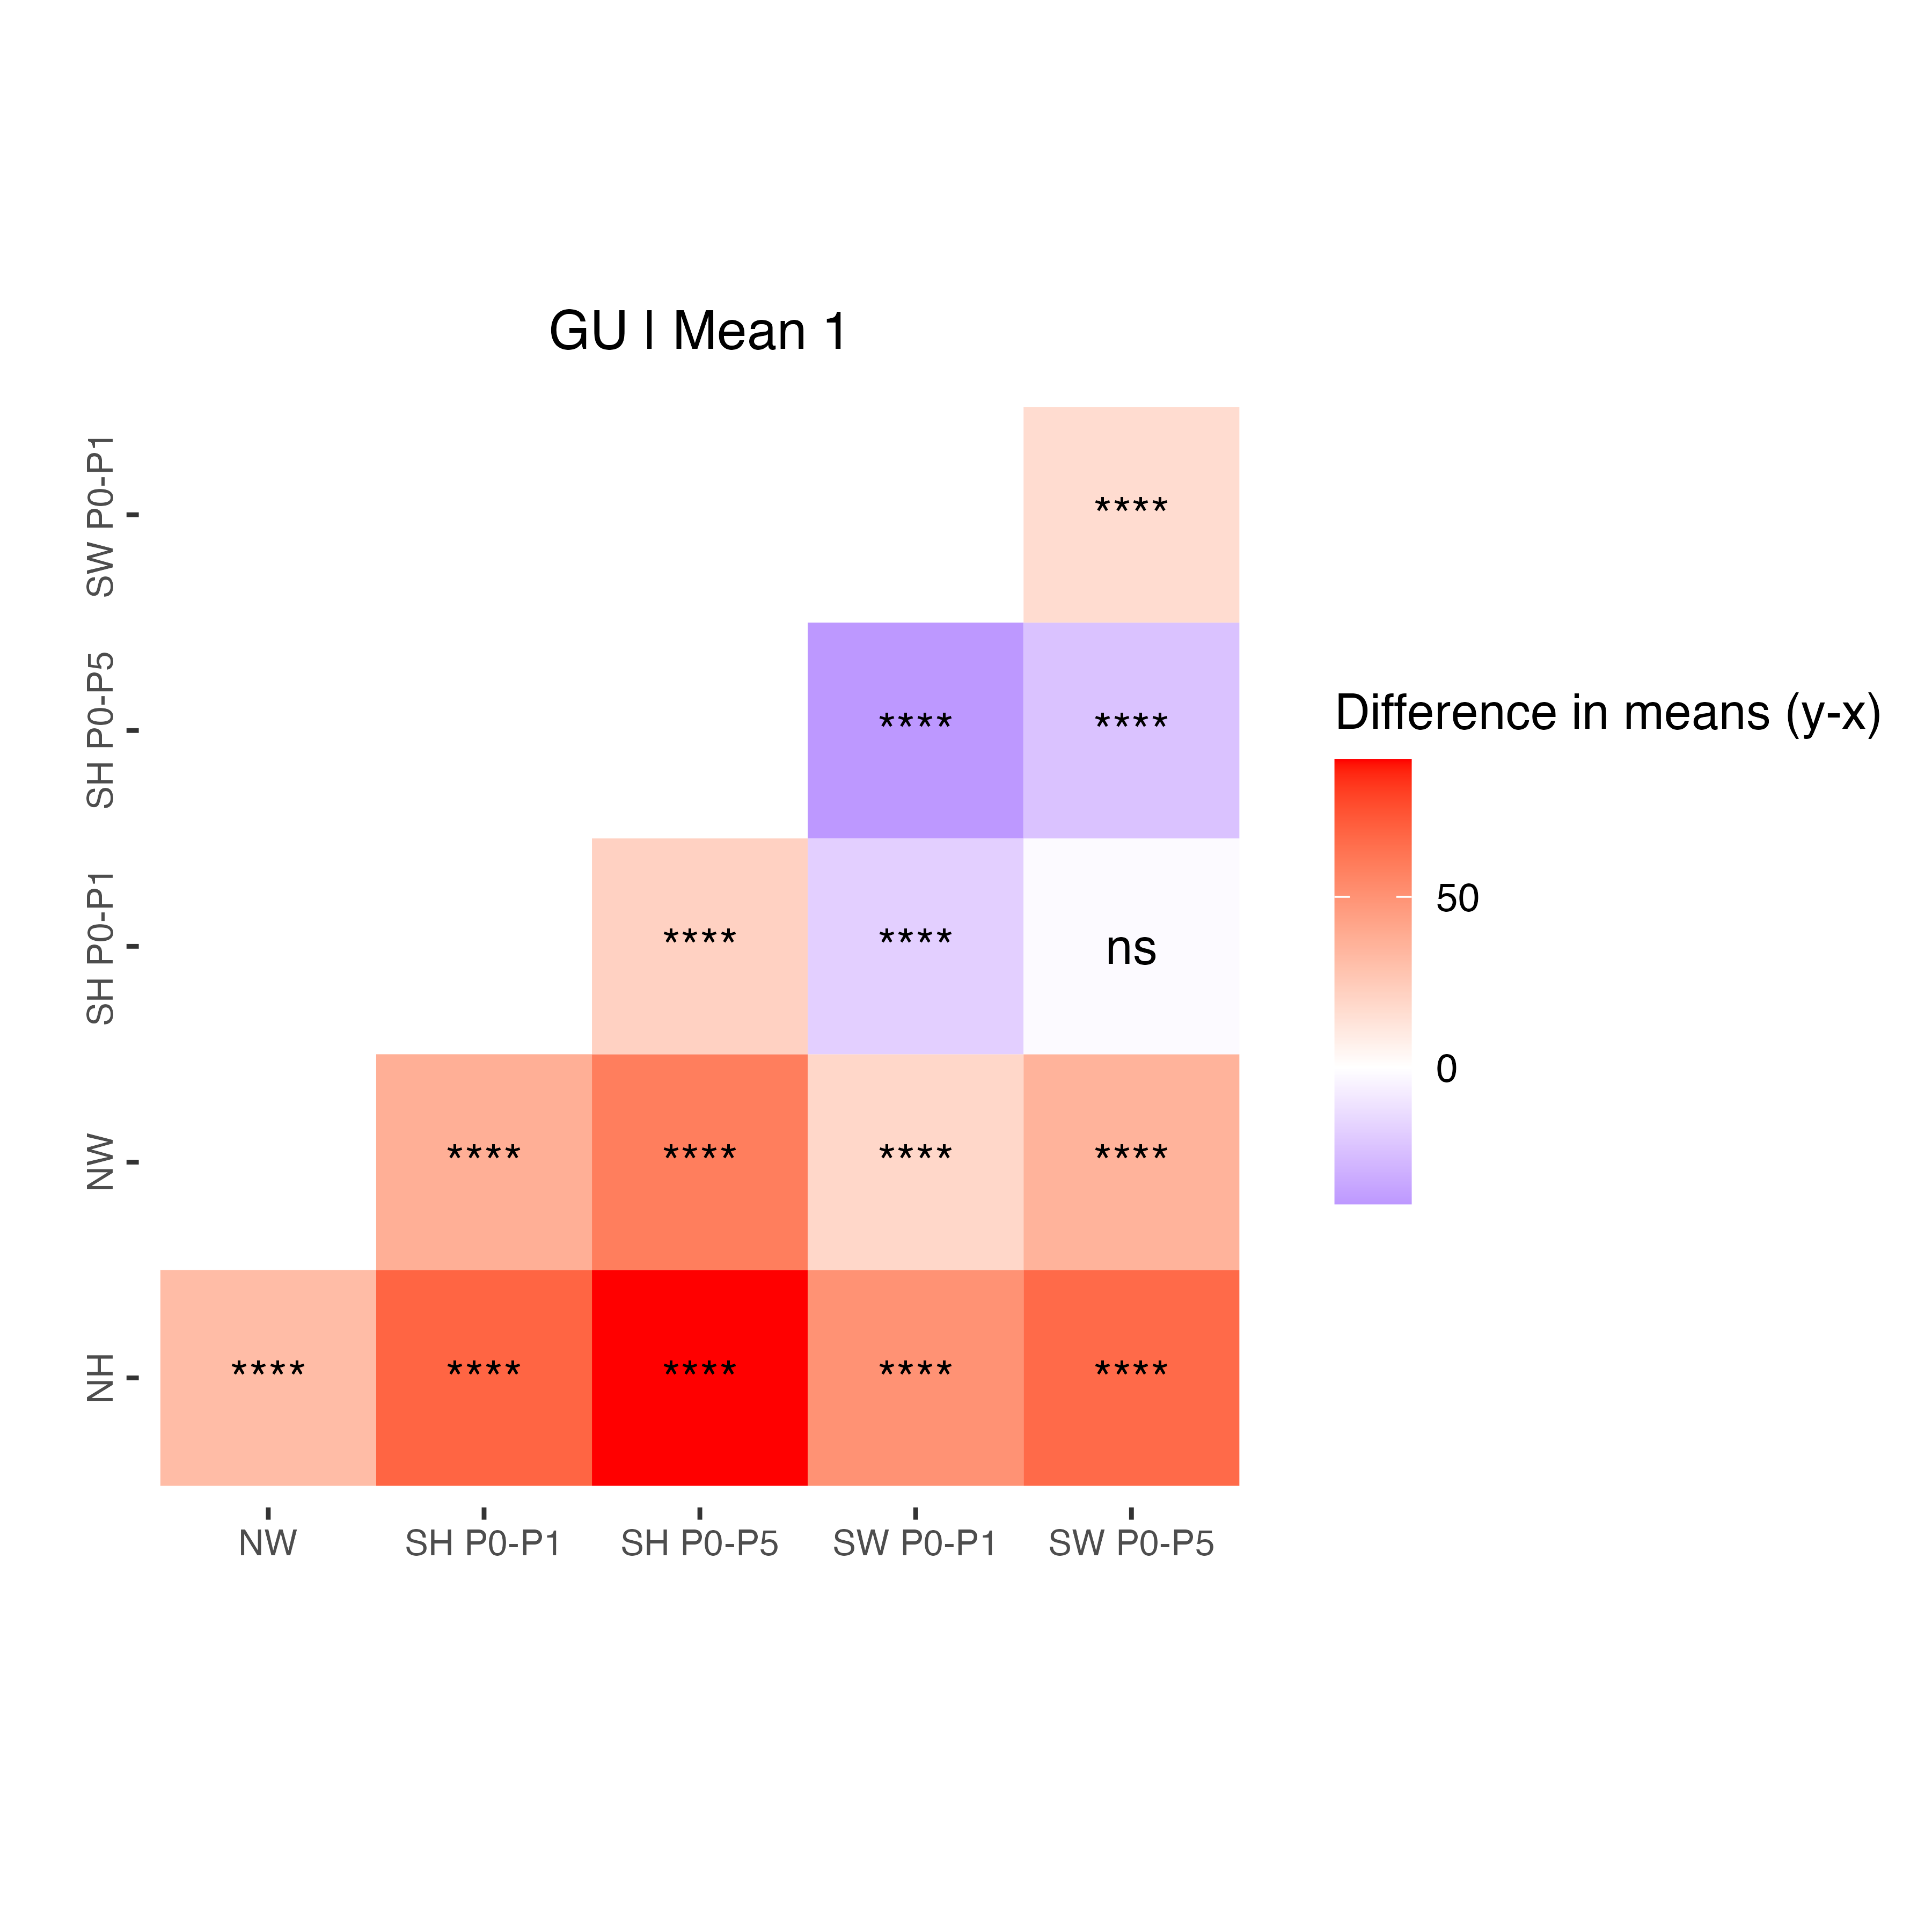 GU | Mean 1
SW P0-P1
****
SH P0-P5
****
****
Difference in means (y-x)
50
0
SH P0-P1
****
****
ns
NW
****
****
****
****
NH
****
****
****
****
****
NW
SH P0-P1
SH P0-P5
SW P0-P1
SW P0-P5